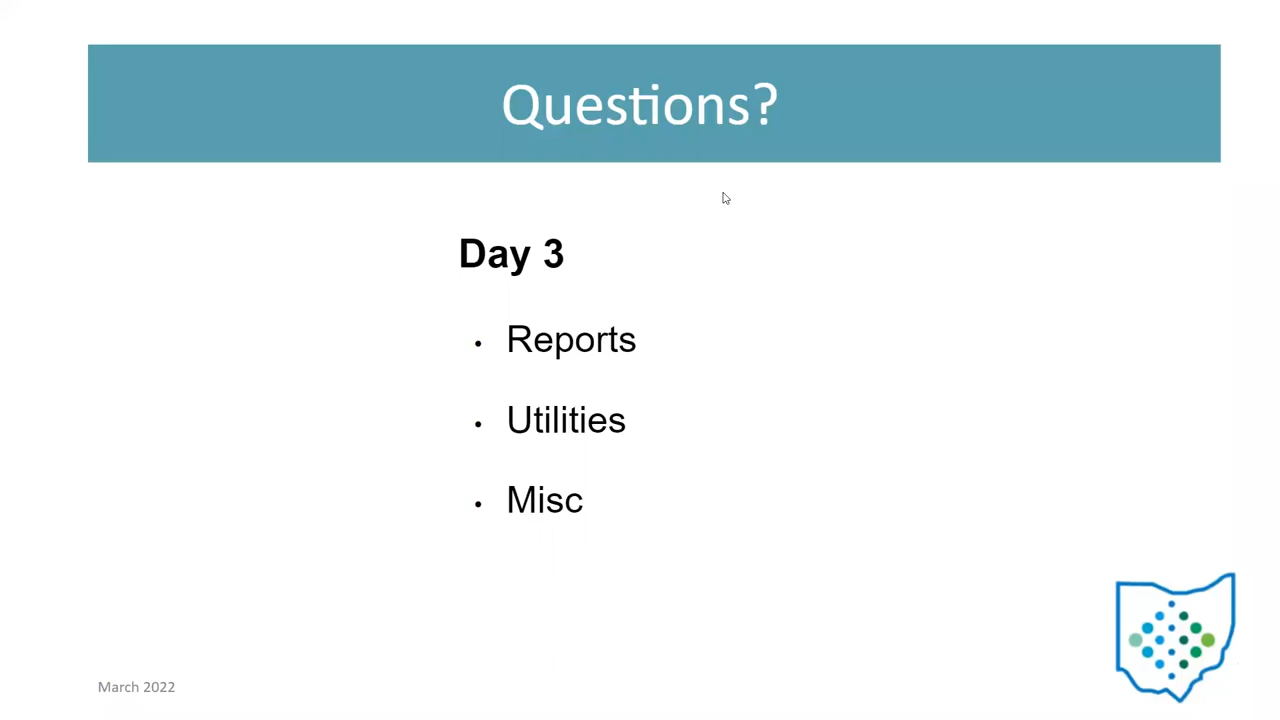 Questions?
Day 3
• Reports
• Utilities
• Misc
March 2022